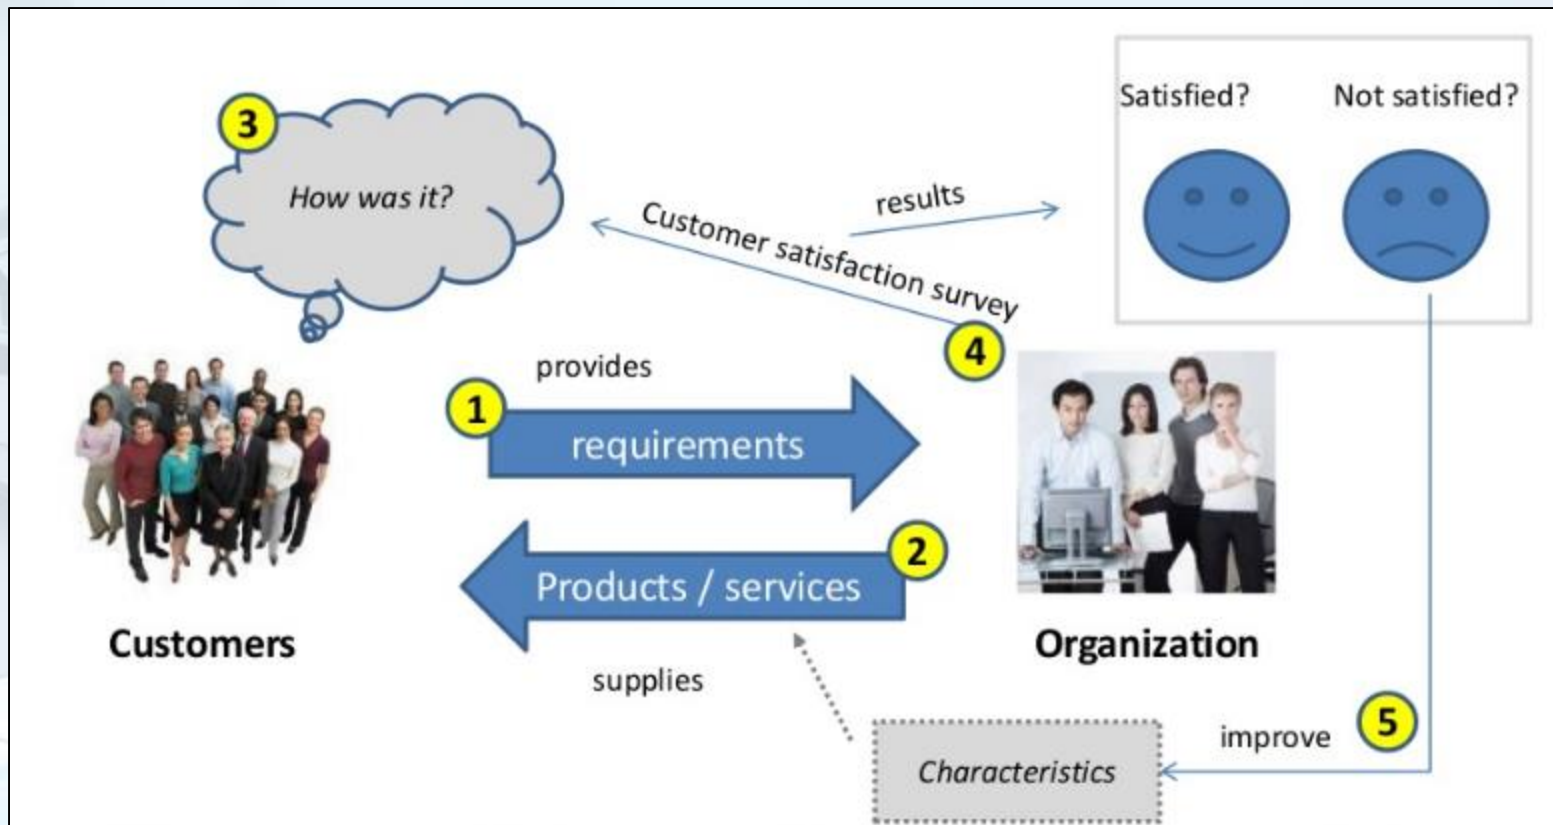 3
How was it?
Satisfied?
Not satisfied?
results
Customer satisfaction survey
4
provides
1
requirements
2
Products / services
supplies
Customers
Organization
5
improve
Characteristics